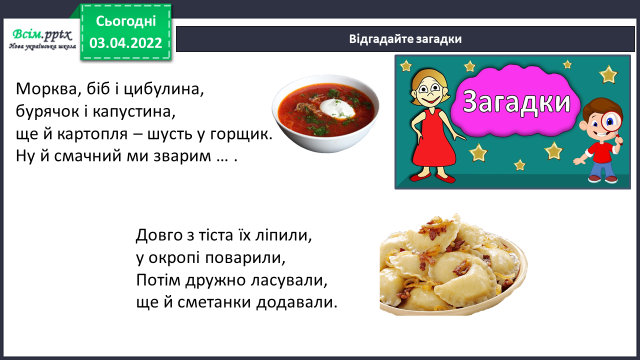 Всім.pptx
Нова українська школа
Сьогодні
03.04.2022
Відгадайте загадки
Морква, біб і цибулина,
бурячок і капустина,
ще й картопля – шусть у горщик.
Ну й смачний ми зварим … .
Загадки
Довго з тіста їх ліпили,
у окропі поварили,
Потім дружно ласували,
ще й сметанки додавали.